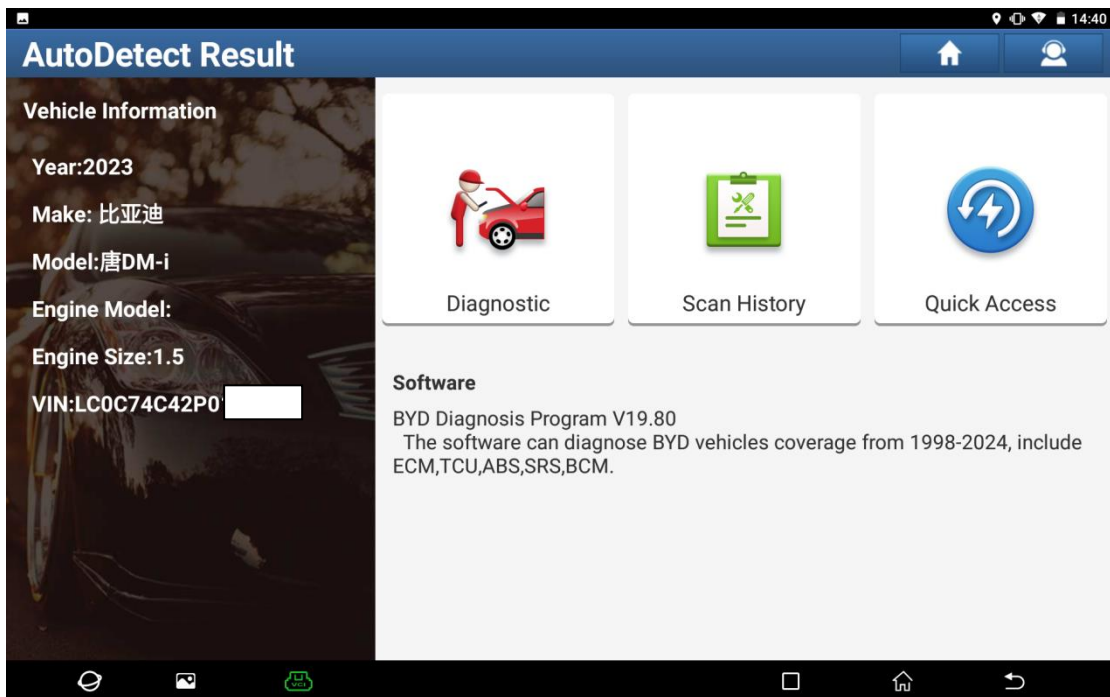 14:40
AutoDetect Result
Vehicle Information
Year:2023
Make: 比亚迪
Model:唐DM-i
Engine Model:
Engine Size:1.5
VIN:LC0C74C42P0
Diagnostic
Scan History
Quick Access
Software
BYD Diagnosis Program V19.80
The software can diagnose BYD vehicles coverage from 1998-2024, include
ECM,TCU,ABS,SRS,BCM.
VCI